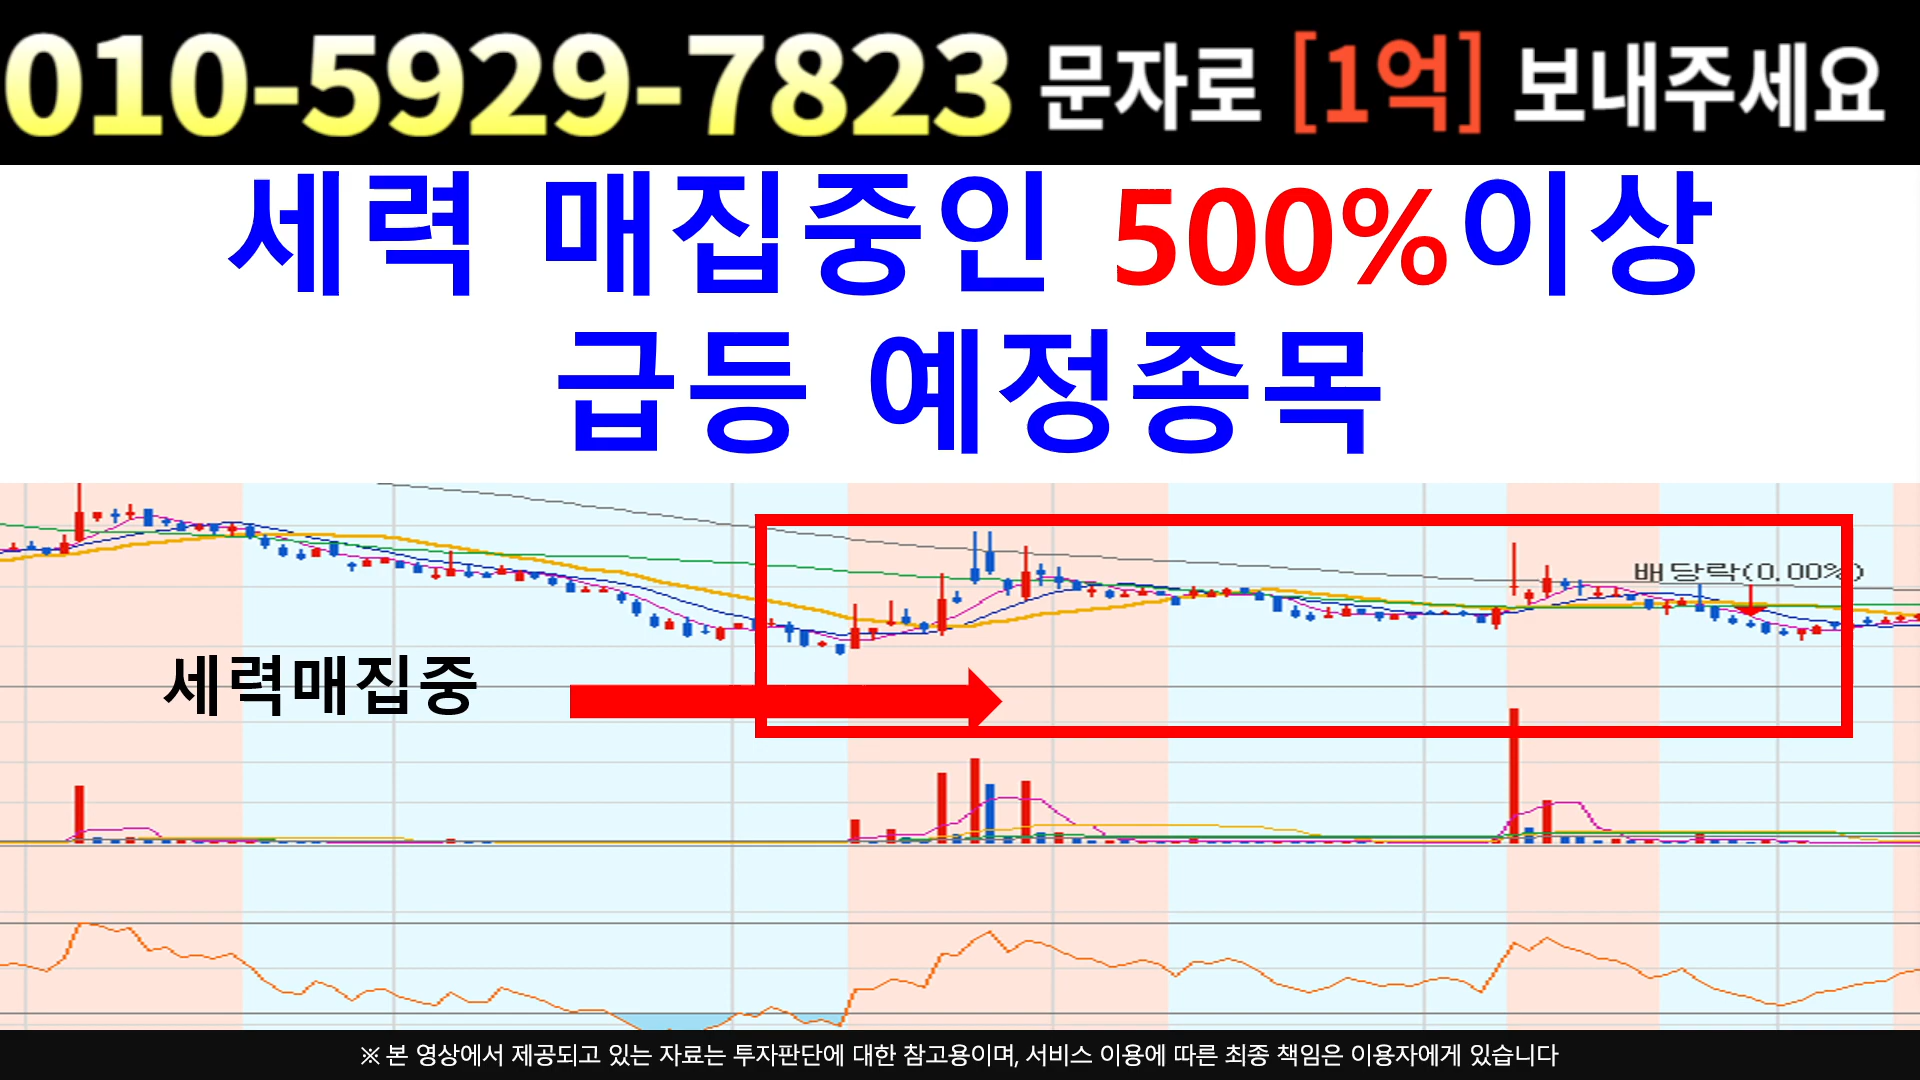 010-5929-7823 문자로 [1억] 보내주세요
세력 매집중인 500%이상
급등 예정종목
배당락(0.00%)
세력매집중
※ 본 영상에서 제공되고 있는 자료는 투자판단에 대한 참고용이며, 서비스 이용에 따른 최종 책임은 이용자에게 있습니다